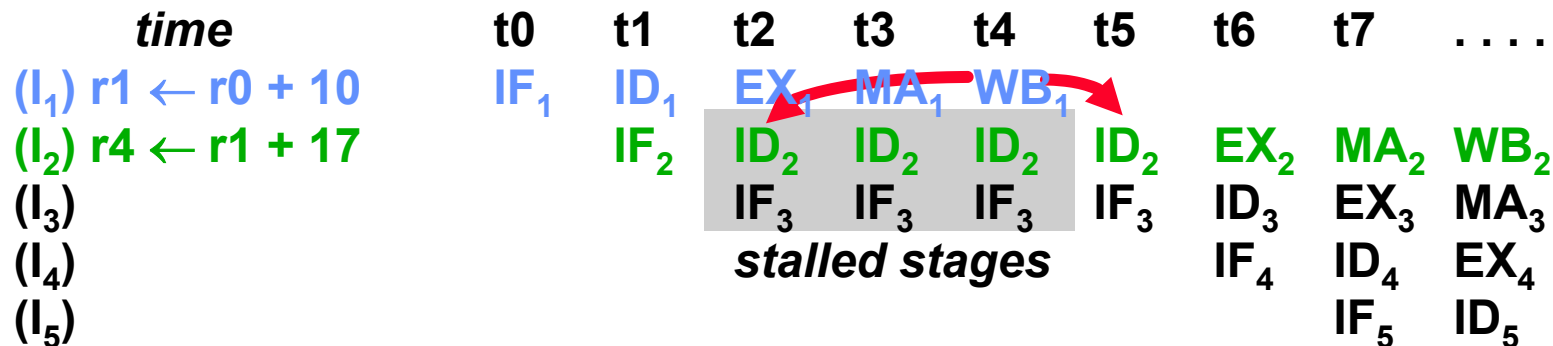 time t0 t1 t2 t3 t4 t5 t6 t7 . . . .
(I₁) r1 ← r0 + 10 IF₁ ID₁ EX₁ MA₁ WB₁
(I₂) r4 ← r1 + 17 IF₂ ID₂ ID₂ ID₂ ID₂ EX₂ MA₂ WB₂
(I₃) IF₃ IF₃ IF₃ IF₃ ID₃ EX₃ MA₃
(I₄) stalled stages IF₄ ID₄ EX₄
(I₅) IF₅ ID₅